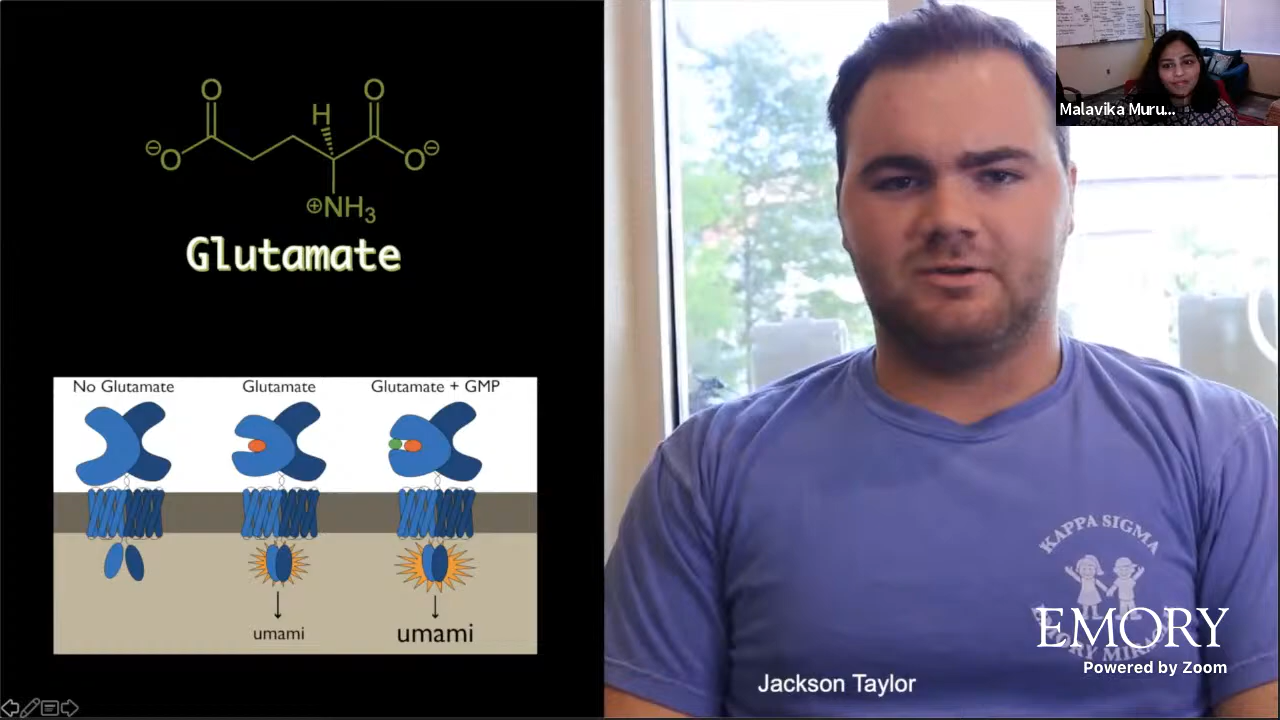 O
O
H
⊖O
O⊖
⊕NH₃
Glutamate
No Glutamate
Glutamate
Glutamate + GMP
umami
umami
Malavika Muru...
KAPPA SIGMA
EMORY
Powered by Zoom
Jackson Taylor